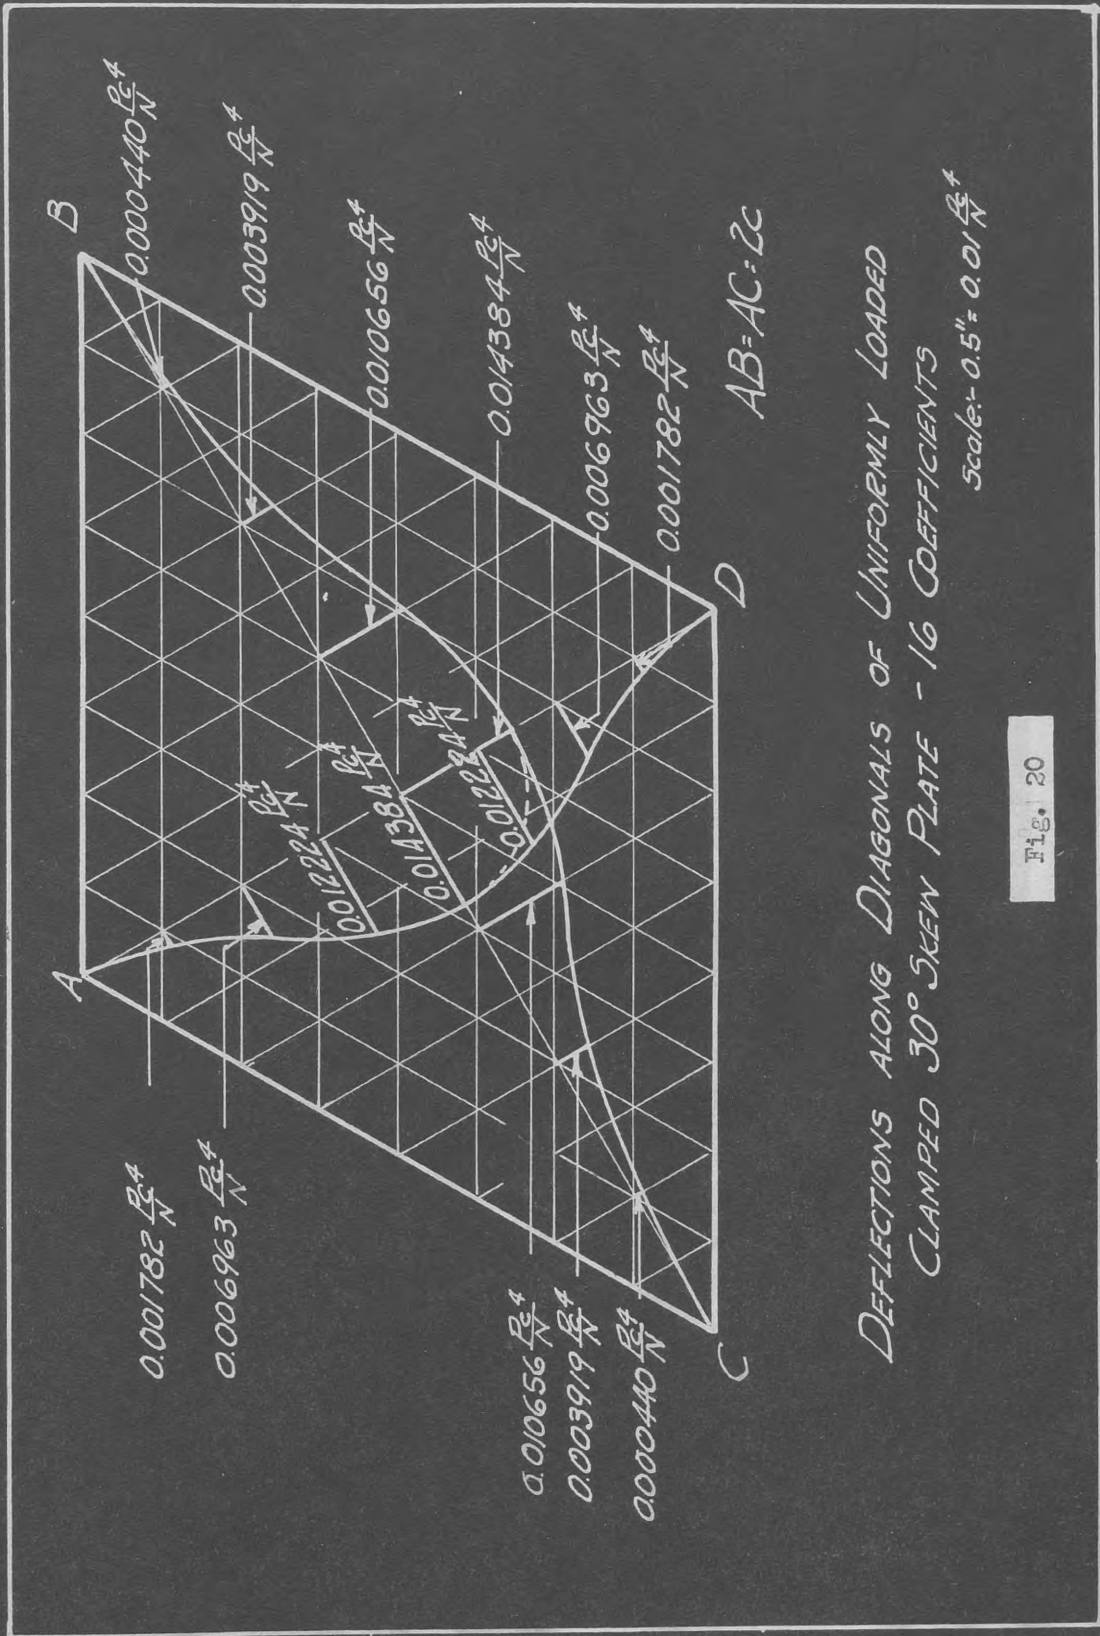 A
B
0.000440 Pc⁴/N
0.003919 Pc⁴/N
0.010656 Pc⁴/N
0.014384 Pc⁴/N
0.006963 Pc⁴/N
0.001782 Pc⁴/N
0.012224 Pc⁴/N
0.014384 Pc⁴/N
0.012224 Pc⁴/N
0.001782 Pc⁴/N
0.006963 Pc⁴/N
0.010656 Pc⁴/N
0.003919 Pc⁴/N
0.000440 Pc⁴/N
C
D
AB=AC=2C
DEFLECTIONS ALONG DIAGONALS OF UNIFORMLY LOADED
CLAMPED 30° SKEW PLATE - 16 COEFFICIENTS
Scale:- 0.5"= 0.01 Pc⁴/N
Fig. 20